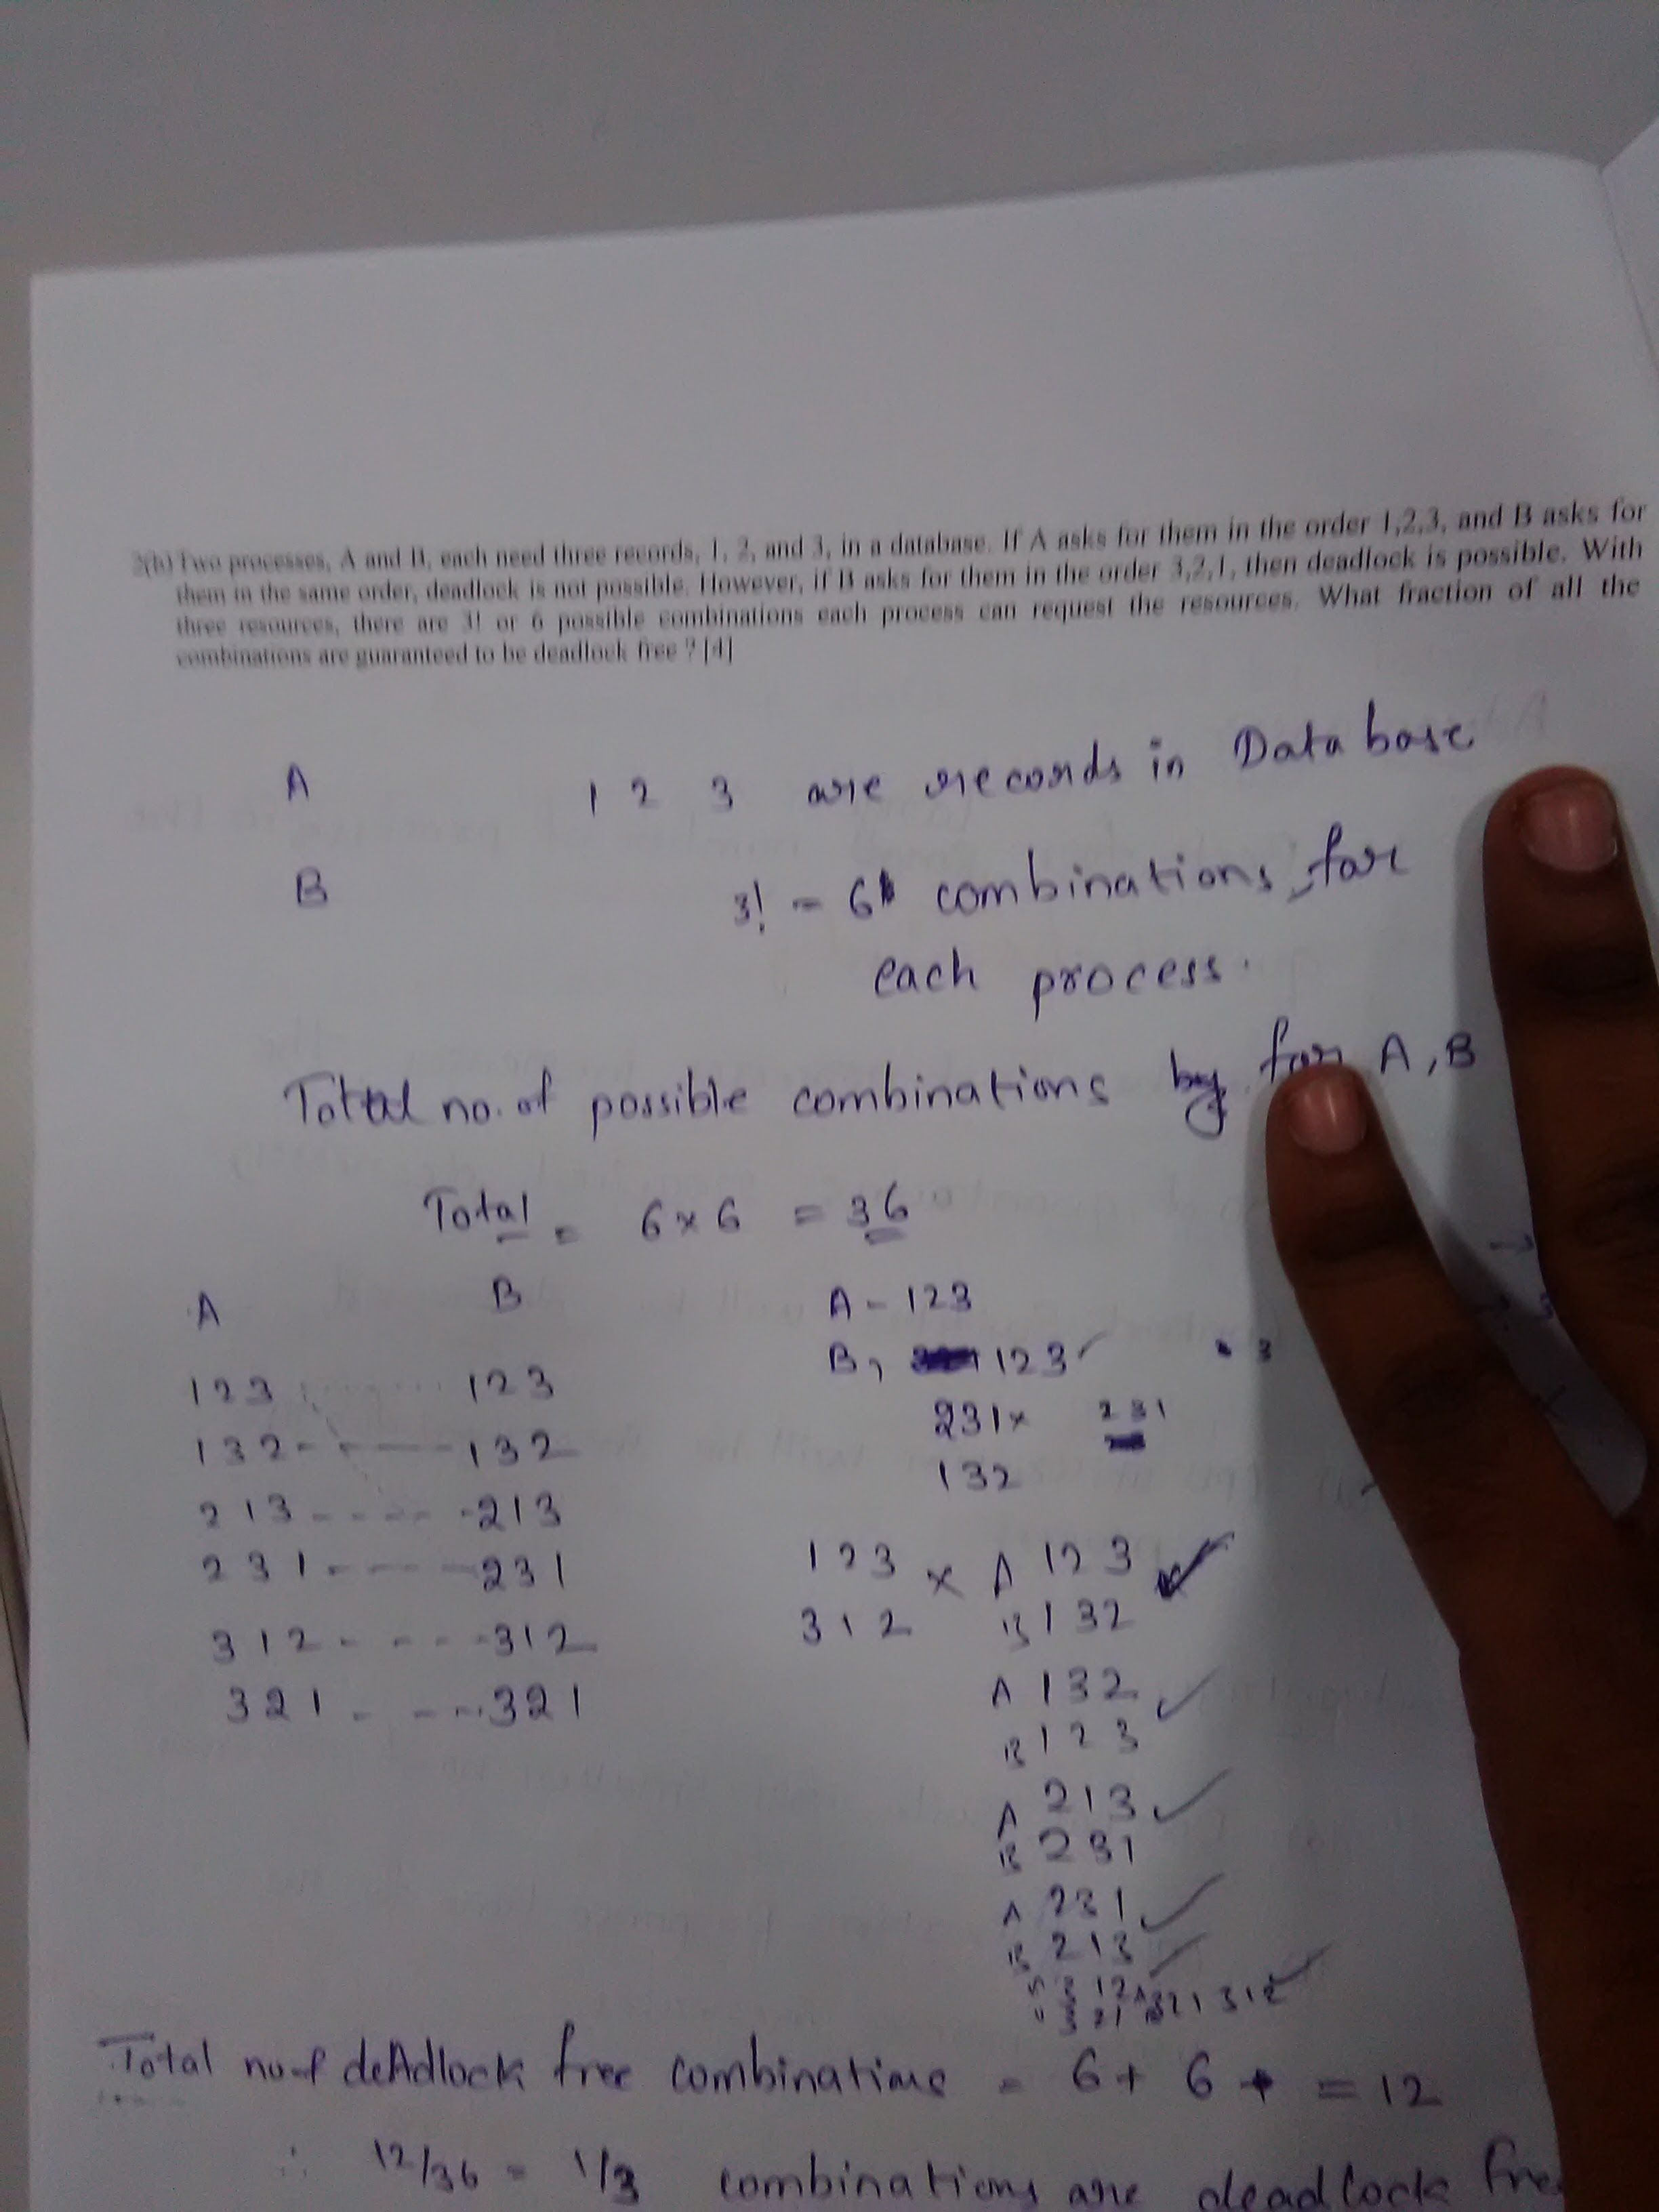 2(b) Two processes, A and B, each need three records, 1, 2, and 3, in a database. If A asks for them in the order 1,2,3, and B asks for
them in the same order, deadlock is not possible. However, if B asks for them in the order 3,2,1, then deadlock is possible. With
three resources, there are 3! or 6 possible combinations each process can request the resources. What fraction of all the
combinations are guaranteed to be deadlock free ? [4]
A 1 2 3 are records in Data base
B 3! = 6 combinations, for
each process.
Total no. of possible combinations by for A, B
Total = 6 × 6 = 36
A B A - 123
B, 123 ✓ 3
123 ..... 123
231 × 231
132 - - - 132
132
213 - - - - 213
231 - - - - 231
123 × A 123 ✓
312 B 132
312 - - - - 312
A 132 ✓
321 - - - - 321
B 123
A 213 ✓
B 231
A 231 ✓
B 213
312 ✓
321 321 312 ✓
Total no of deAdlock free combinations = 6 + 6 + = 12
∴ 12/36 = 1/3 combinations are deadlock